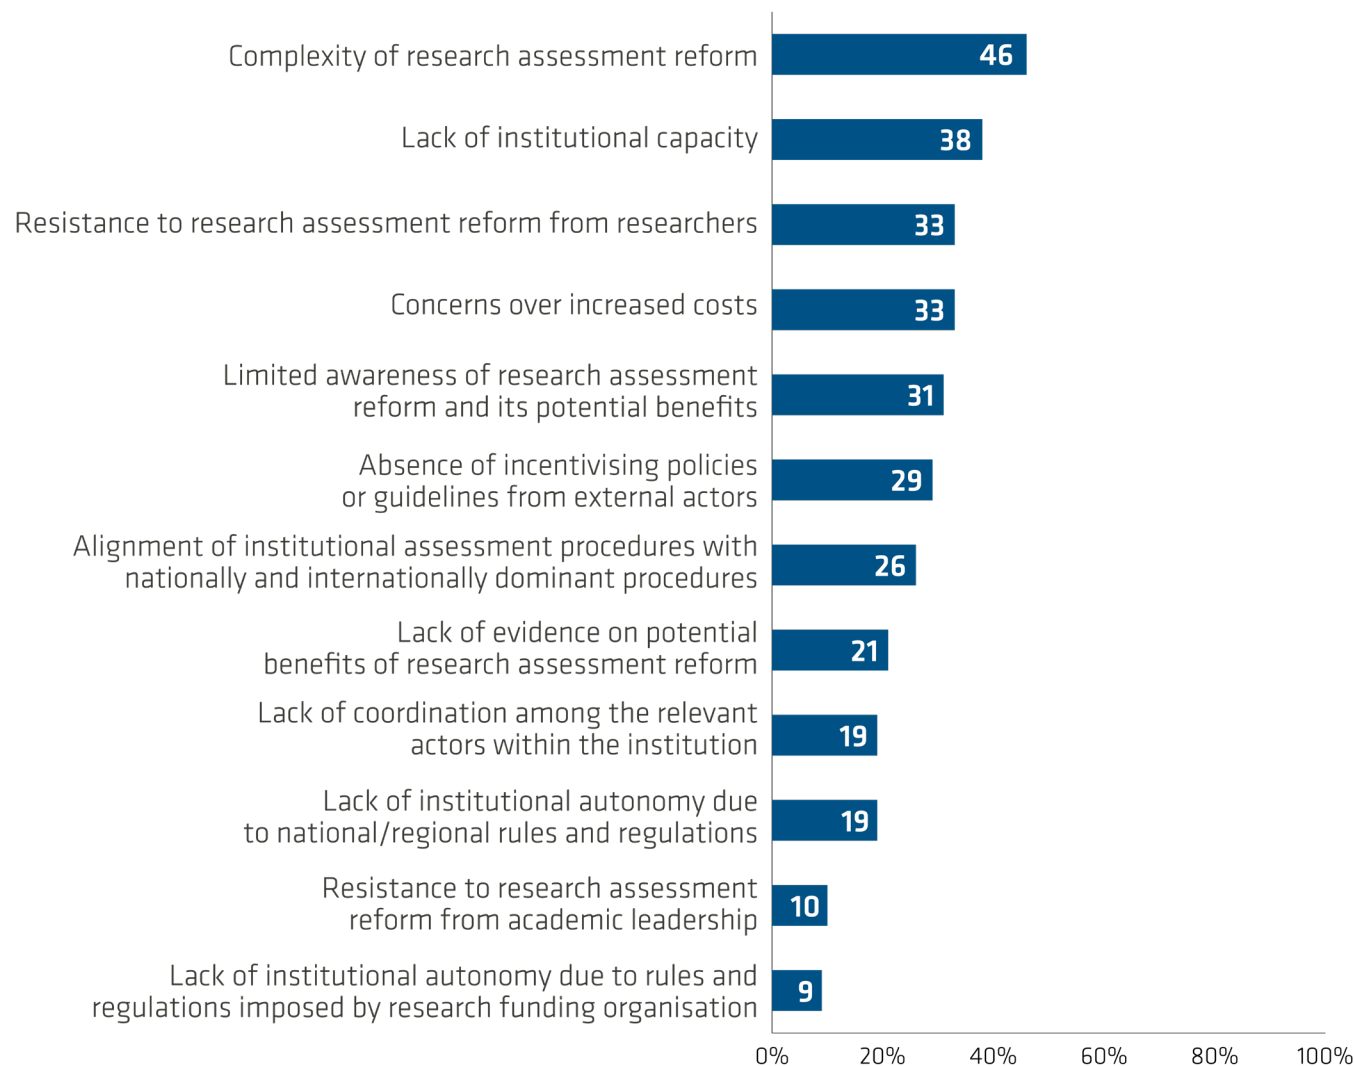 Complexity of research assessment reform
46
Lack of institutional capacity
38
Resistance to research assessment reform from researchers
33
Concerns over increased costs
33
Limited awareness of research assessment
reform and its potential benefits
31
Absence of incentivising policies
or guidelines from external actors
29
Alignment of institutional assessment procedures with
nationally and internationally dominant procedures
26
Lack of evidence on potential
benefits of research assessment reform
21
Lack of coordination among the relevant
actors within the institution
19
Lack of institutional autonomy due
to national/regional rules and regulations
19
Resistance to research assessment
reform from academic leadership
10
Lack of institutional autonomy due to rules and
regulations imposed by research funding organisation
9
0% 20% 40% 60% 80% 100%